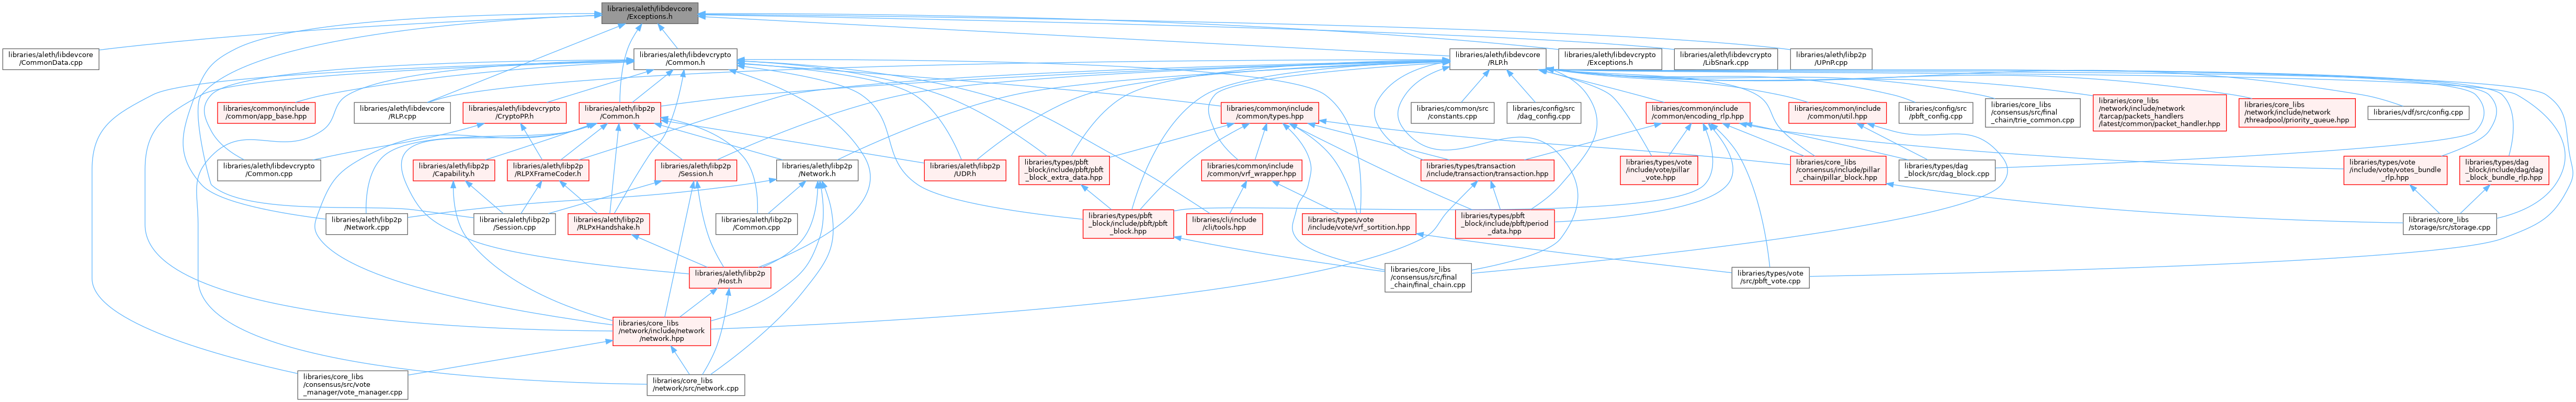 libraries/aleth/libdevcore
/Exceptions.h
libraries/aleth/libdevcore
/CommonData.cpp
libraries/aleth/libdevcrypto
/Common.h
libraries/aleth/libdevcore
/RLP.h
libraries/aleth/libdevcrypto
/Exceptions.h
libraries/aleth/libdevcrypto
/LibSnark.cpp
libraries/aleth/libp2p
/UPnP.cpp
libraries/common/include
/common/app_base.hpp
libraries/aleth/libdevcore
/RLP.cpp
libraries/aleth/libdevcrypto
/CryptoPP.h
libraries/aleth/libp2p
/Common.h
libraries/common/include
/common/types.hpp
libraries/common/src
/constants.cpp
libraries/config/src
/dag_config.cpp
libraries/common/include
/common/encoding_rlp.hpp
libraries/common/include
/common/util.hpp
libraries/config/src
/pbft_config.cpp
libraries/core_libs
/consensus/src/final
_chain/trie_common.cpp
libraries/core_libs
/network/include/network
/tarcap/packets_handlers
/latest/common/packet_handler.hpp
libraries/core_libs
/network/include/network
/threadpool/priority_queue.hpp
libraries/vdf/src/config.cpp
libraries/aleth/libdevcrypto
/Common.cpp
libraries/aleth/libp2p
/Capability.h
libraries/aleth/libp2p
/RLPXFrameCoder.h
libraries/aleth/libp2p
/Session.h
libraries/aleth/libp2p
/Network.h
libraries/aleth/libp2p
/UDP.h
libraries/types/pbft
_block/include/pbft/pbft
_block_extra_data.hpp
libraries/common/include
/common/vrf_wrapper.hpp
libraries/types/transaction
/include/transaction/transaction.hpp
libraries/types/vote
/include/vote/pillar
_vote.hpp
libraries/core_libs
/consensus/include/pillar
_chain/pillar_block.hpp
libraries/types/dag
_block/src/dag_block.cpp
libraries/types/vote
/include/vote/votes_bundle
_rlp.hpp
libraries/types/dag
_block/include/dag/dag
_block_bundle_rlp.hpp
libraries/aleth/libp2p
/Network.cpp
libraries/aleth/libp2p
/Session.cpp
libraries/aleth/libp2p
/RLPxHandshake.h
libraries/aleth/libp2p
/Common.cpp
libraries/types/pbft
_block/include/pbft/pbft
_block.hpp
libraries/cli/include
/cli/tools.hpp
libraries/types/vote
/include/vote/vrf_sortition.hpp
libraries/types/pbft
_block/include/pbft/period
_data.hpp
libraries/core_libs
/storage/src/storage.cpp
libraries/aleth/libp2p
/Host.h
libraries/core_libs
/consensus/src/final
_chain/final_chain.cpp
libraries/types/vote
/src/pbft_vote.cpp
libraries/core_libs
/network/include/network
/network.hpp
libraries/core_libs
/consensus/src/vote
_manager/vote_manager.cpp
libraries/core_libs
/network/src/network.cpp